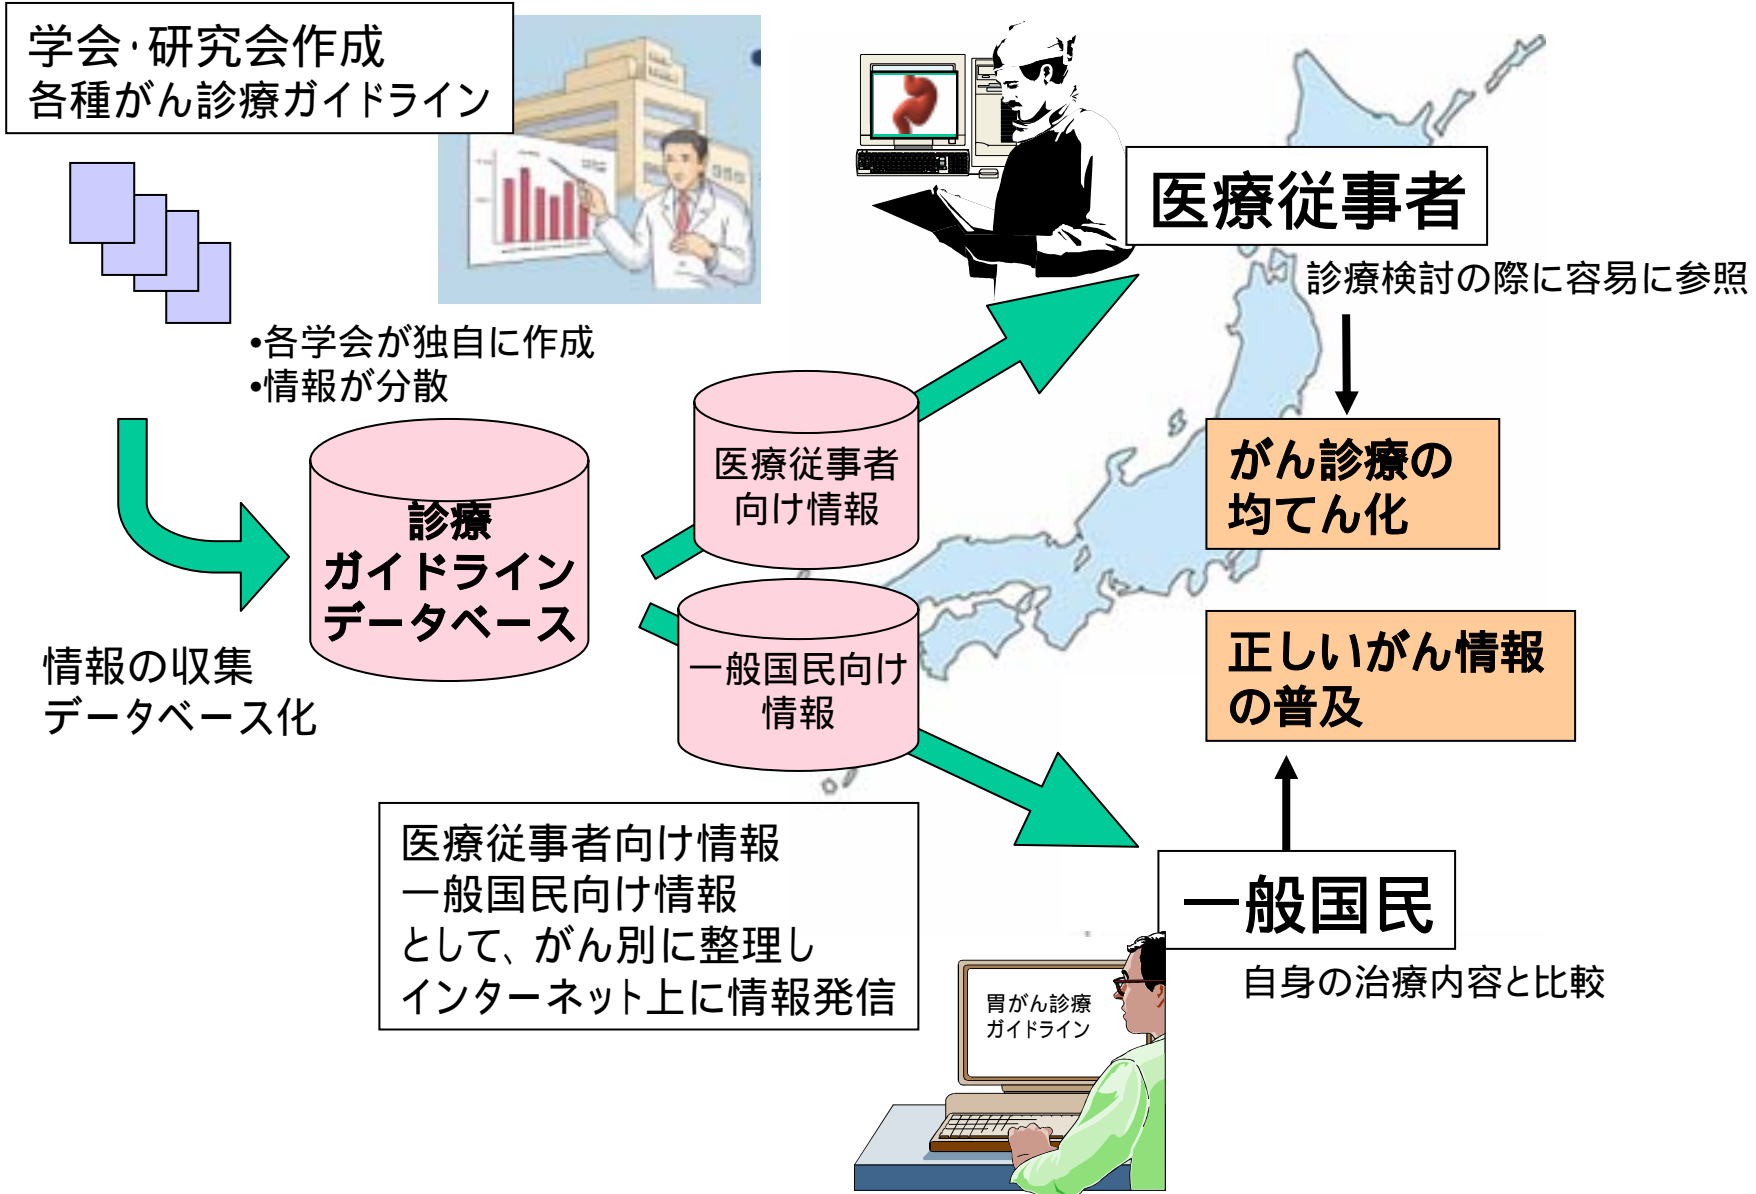 学会・研究会作成
各種がん診療ガイドライン
•各学会が独自に作成
•情報が分散
情報の収集
データベース化
診療
ガイドライン
データベース
医療従事者
向け情報
一般国民向け
情報
医療従事者向け情報
一般国民向け情報
として、がん別に整理し
インターネット上に情報発信
医療従事者
診療検討の際に容易に参照
がん診療の
均てん化
正しいがん情報
の普及
一般国民
自身の治療内容と比較
胃がん診療
ガイドライン